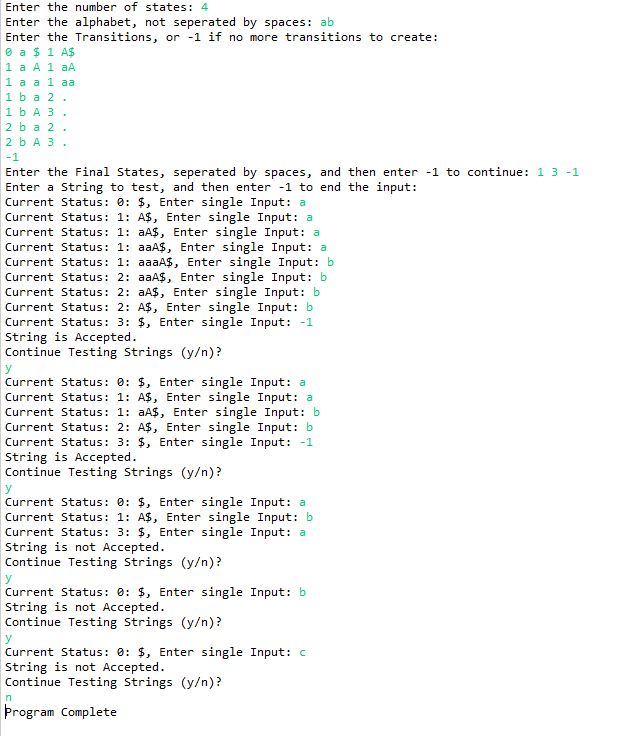 Enter the number of states: 4
Enter the alphabet, not seperated by spaces: ab
Enter the Transitions, or -1 if no more transitions to create:
0 a $ 1 A$
1 a A 1 aA
1 a a 1 aa
1 b a 2 .
1 b A 3 .
2 b a 2 .
2 b A 3 .
-1
Enter the Final States, seperated by spaces, and then enter -1 to continue: 1 3 -1
Enter a String to test, and then enter -1 to end the input:
Current Status: 0: $, Enter single Input: a
Current Status: 1: A$, Enter single Input: a
Current Status: 1: aA$, Enter single Input: a
Current Status: 1: aaA$, Enter single Input: a
Current Status: 1: aaaA$, Enter single Input: b
Current Status: 2: aaA$, Enter single Input: b
Current Status: 2: aA$, Enter single Input: b
Current Status: 2: A$, Enter single Input: b
Current Status: 3: $, Enter single Input: -1
String is Accepted.
Continue Testing Strings (y/n)?
y
Current Status: 0: $, Enter single Input: a
Current Status: 1: A$, Enter single Input: a
Current Status: 1: aA$, Enter single Input: b
Current Status: 2: A$, Enter single Input: b
Current Status: 3: $, Enter single Input: -1
String is Accepted.
Continue Testing Strings (y/n)?
y
Current Status: 0: $, Enter single Input: a
Current Status: 1: A$, Enter single Input: b
Current Status: 3: $, Enter single Input: a
String is not Accepted.
Continue Testing Strings (y/n)?
y
Current Status: 0: $, Enter single Input: b
String is not Accepted.
Continue Testing Strings (y/n)?
y
Current Status: 0: $, Enter single Input: c
String is not Accepted.
Continue Testing Strings (y/n)?
n
Program Complete